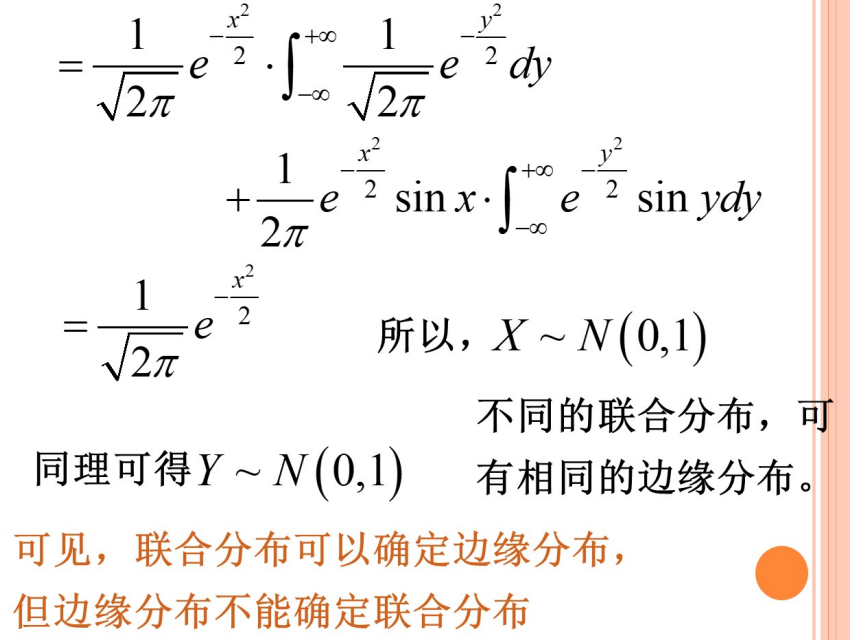 = \frac{1}{\sqrt{2\pi}} e^{-\frac{x^2}{2}} \cdot \int_{-\infty}^{+\infty} \frac{1}{\sqrt{2\pi}} e^{-\frac{y^2}{2}} dy
+ \frac{1}{2\pi} e^{-\frac{x^2}{2}} \sin x \cdot \int_{-\infty}^{+\infty} e^{-\frac{y^2}{2}} \sin y dy
= \frac{1}{\sqrt{2\pi}} e^{-\frac{x^2}{2}}
所以，X ~ N(0,1)
不同的联合分布，可
有相同的边缘分布。
同理可得Y ~ N(0,1)
可见，联合分布可以确定边缘分布，
但边缘分布不能确定联合分布